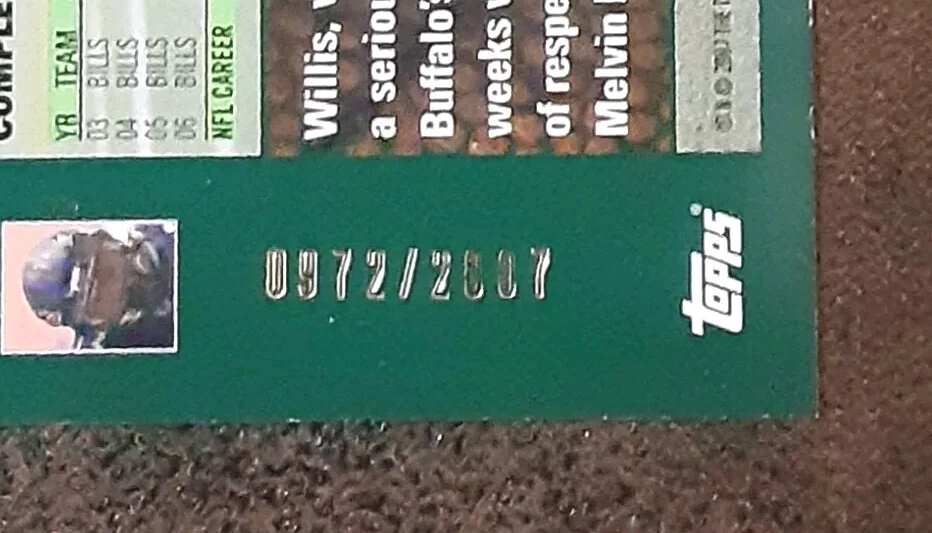 COMPLE
YR TEAM
03 BILLS
04 BILLS
05 BILLS
06 BILLS
NFL CAREER
Willis,
a seriou
Buffalo's
weeks
of respe
Melvin
0972/2007
topps®